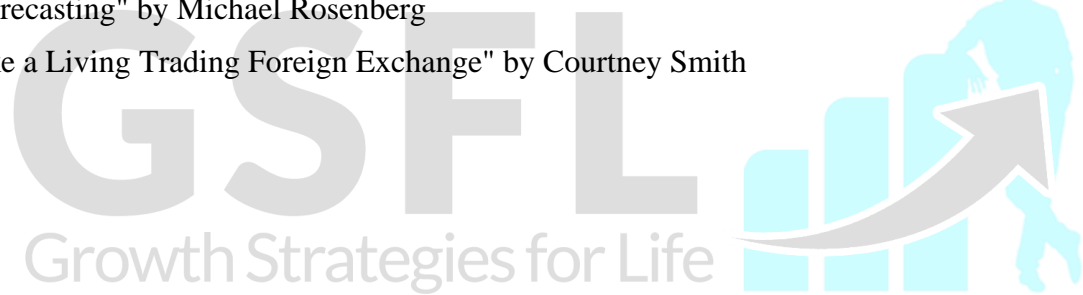 recasting" by Michael Rosenberg
e a Living Trading Foreign Exchange" by Courtney Smith
GSFL
Growth Strategies for Life